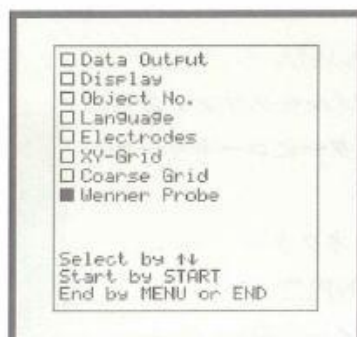 □ Data Output
□ Display
□ Object No.
□ Language
□ Electrodes
□ XY-Grid
□ Coarse Grid
■ Wenner Probe
Select by ↑↓
Start by START
End by MENU or END